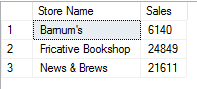 Store Name Sales
1 Barnum's 6140
2 Fricative Bookshop 24849
3 News & Brews 21611